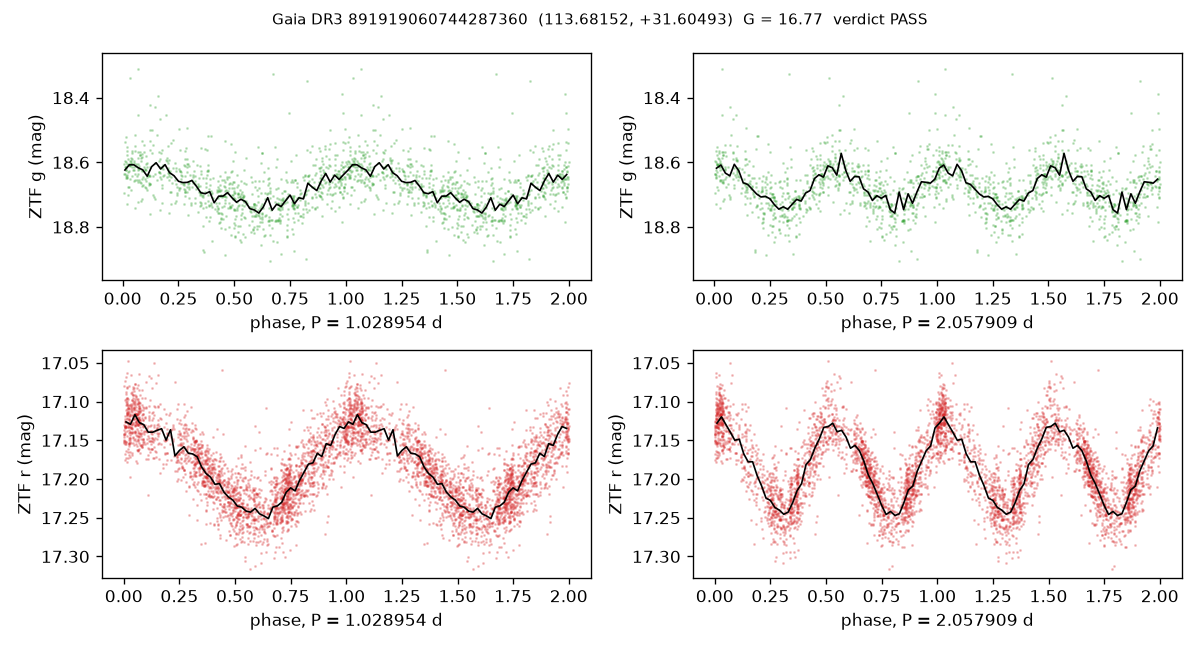 Gaia DR3 891919060744287360 (113.68152, +31.60493) G = 16.77 verdict PASS
ZTF g (mag)
18.4
18.6
18.8
0.00 0.25 0.50 0.75 1.00 1.25 1.50 1.75 2.00
phase, P = 1.028954 d
ZTF g (mag)
18.4
18.6
18.8
0.00 0.25 0.50 0.75 1.00 1.25 1.50 1.75 2.00
phase, P = 2.057909 d
ZTF r (mag)
17.05
17.10
17.15
17.20
17.25
17.30
0.00 0.25 0.50 0.75 1.00 1.25 1.50 1.75 2.00
phase, P = 1.028954 d
ZTF r (mag)
17.05
17.10
17.15
17.20
17.25
17.30
0.00 0.25 0.50 0.75 1.00 1.25 1.50 1.75 2.00
phase, P = 2.057909 d